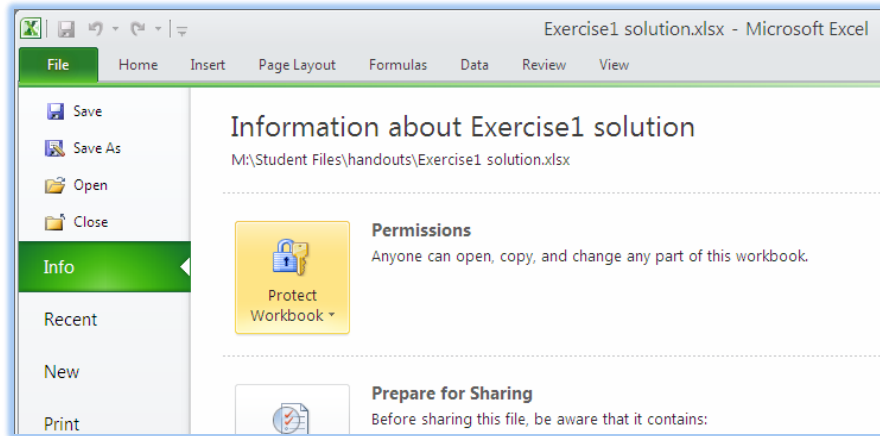 Exercise1 solution.xlsx - Microsoft Excel
File Home Insert Page Layout Formulas Data Review View
Save
Save As
Open
Close
Info
Recent
New
Print
Information about Exercise1 solution
M:\Student Files\handouts\Exercise1 solution.xlsx
Protect
Workbook
Permissions
Anyone can open, copy, and change any part of this workbook.
Prepare for Sharing
Before sharing this file, be aware that it contains: